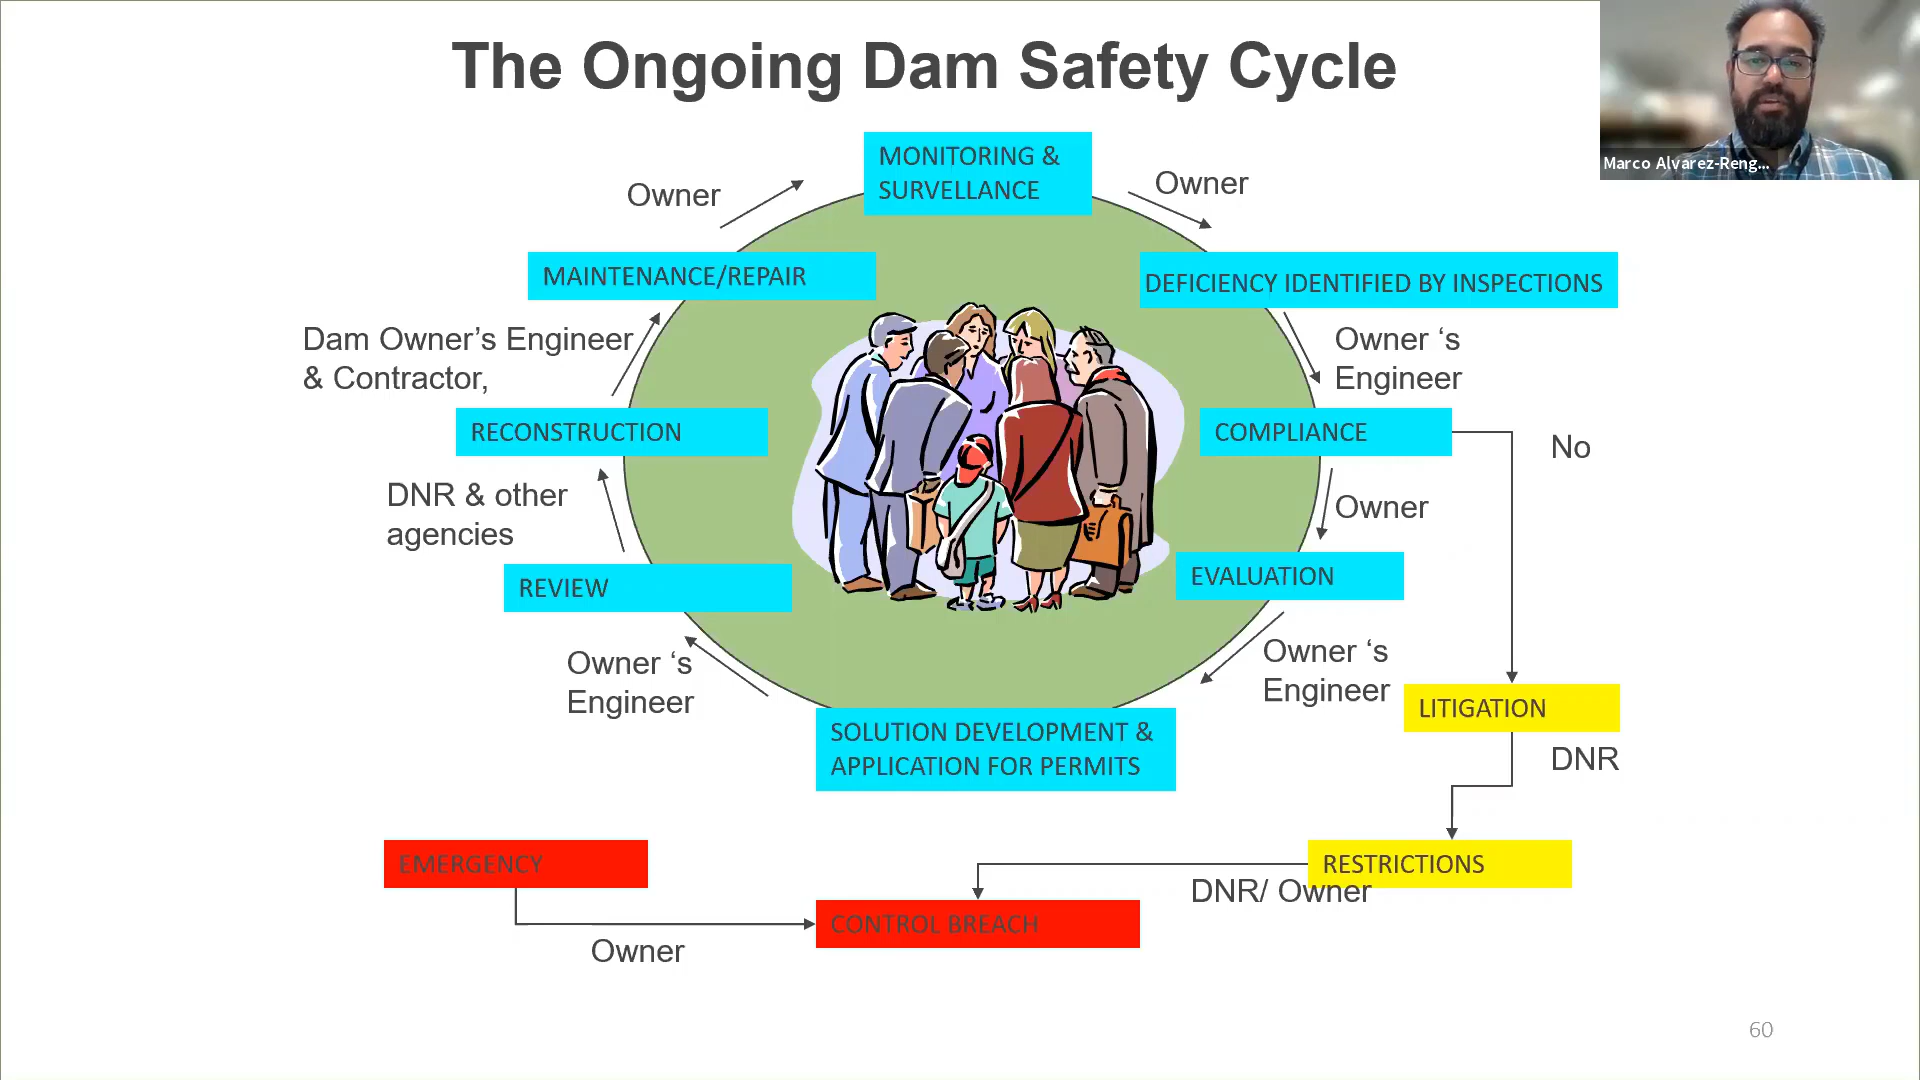 The Ongoing Dam Safety Cycle
Marco Alvarez-Reng...
MONITORING &
SURVELLANCE
Owner
Owner
MAINTENANCE/REPAIR
DEFICIENCY IDENTIFIED BY INSPECTIONS
Dam Owner’s Engineer
& Contractor,
Owner ‘s
Engineer
RECONSTRUCTION
COMPLIANCE
No
DNR & other
agencies
Owner
REVIEW
EVALUATION
Owner ‘s
Engineer
Owner ‘s
Engineer
SOLUTION DEVELOPMENT &
APPLICATION FOR PERMITS
LITIGATION
DNR
EMERGENCY
RESTRICTIONS
DNR/ Owner
CONTROL BREACH
Owner
60